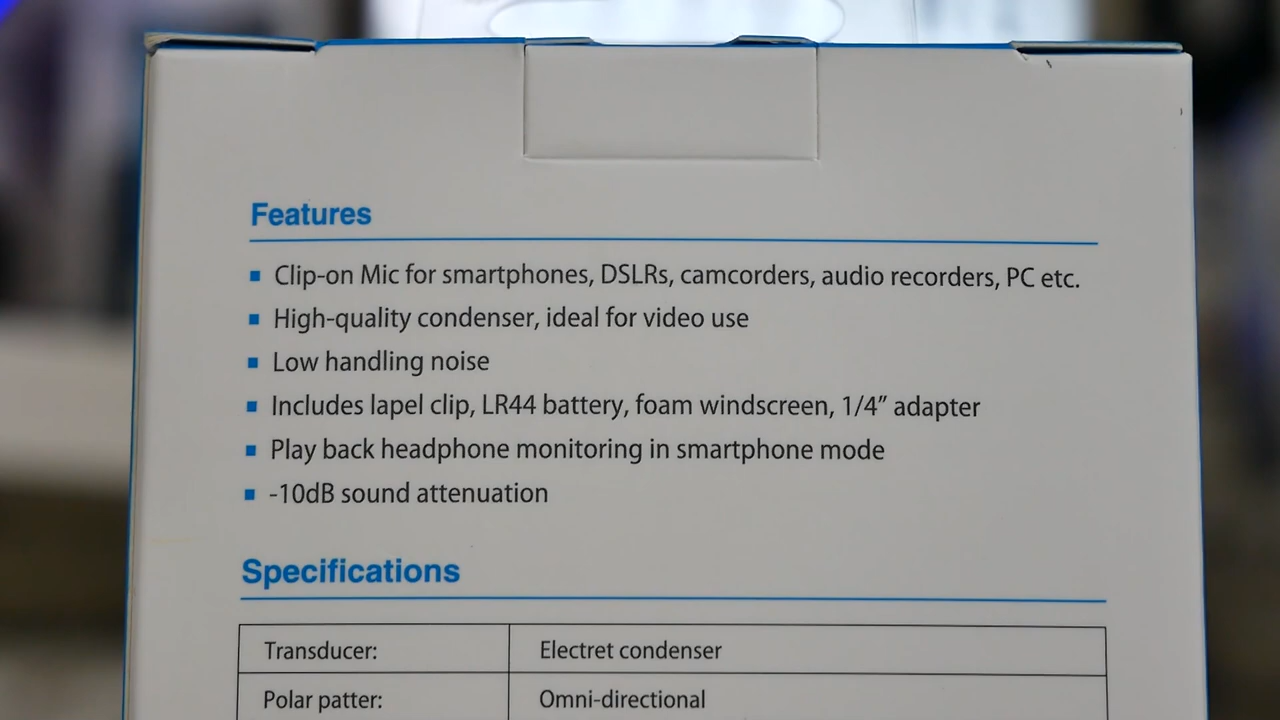 Features
Clip-on Mic for smartphones, DSLRs, camcorders, audio recorders, PC etc.
High-quality condenser, ideal for video use
Low handling noise
Includes lapel clip, LR44 battery, foam windscreen, 1/4” adapter
Play back headphone monitoring in smartphone mode
-10dB sound attenuation
Specifications
Transducer: Electret condenser
Polar patter: Omni-directional